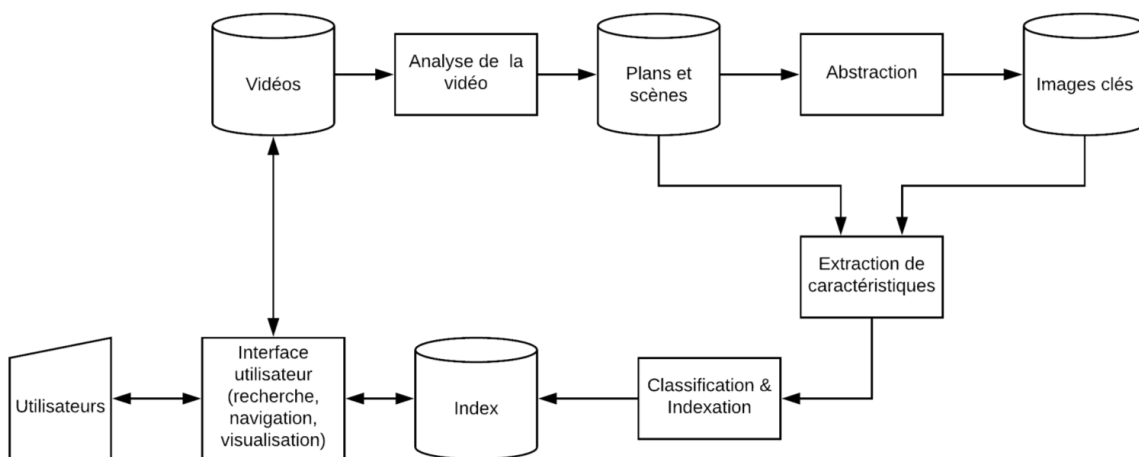 Vidéos
Analyse de la
vidéo
Plans et
scènes
Abstraction
Images clés
Extraction de
caractéristiques
Utilisateurs
Interface
utilisateur
(recherche,
navigation,
visualisation)
Index
Classification &
Indexation